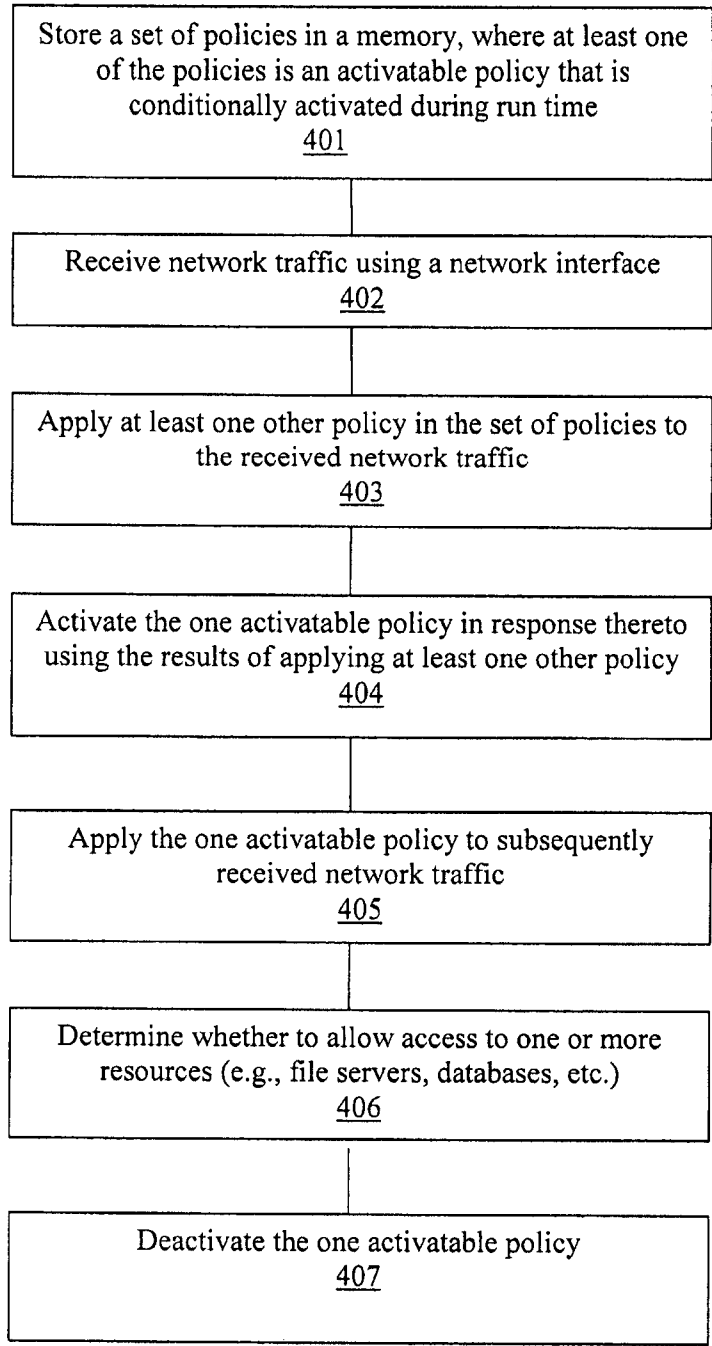 Store a set of policies in a memory, where at least one
of the policies is an activatable policy that is
conditionally activated during run time
401
Receive network traffic using a network interface
402
Apply at least one other policy in the set of policies to
the received network traffic
403
Activate the one activatable policy in response thereto
using the results of applying at least one other policy
404
Apply the one activatable policy to subsequently
received network traffic
405
Determine whether to allow access to one or more
resources (e.g., file servers, databases, etc.)
406
Deactivate the one activatable policy
407